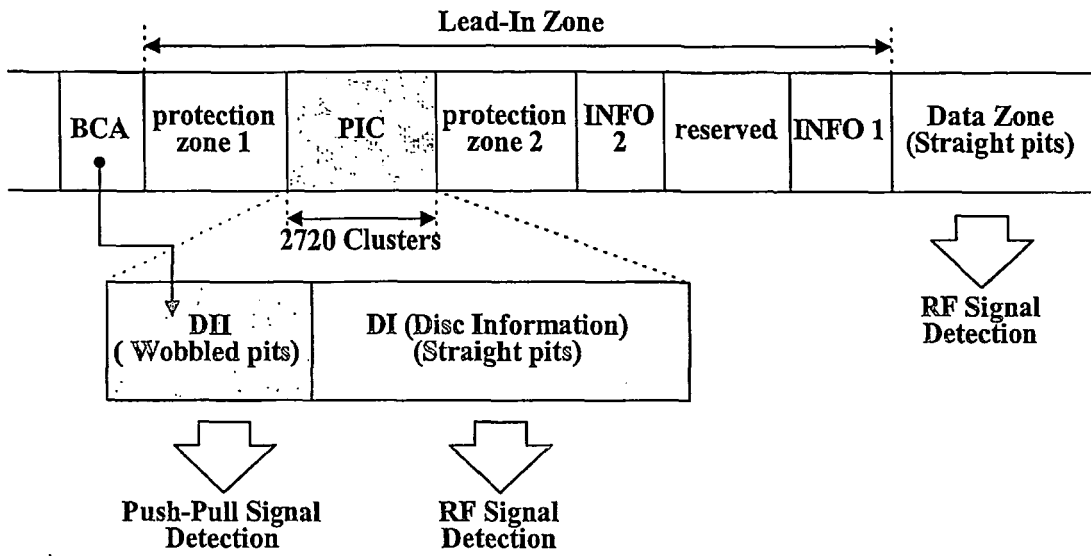 Lead-In Zone
BCA
protection
zone 1
PIC
protection
zone 2
INFO
2
reserved
INFO 1
Data Zone
(Straight pits)
2720 Clusters
DII
( Wobbled pits)
DI (Disc Information)
(Straight pits)
RF Signal
Detection
Push-Pull Signal
Detection
RF Signal
Detection